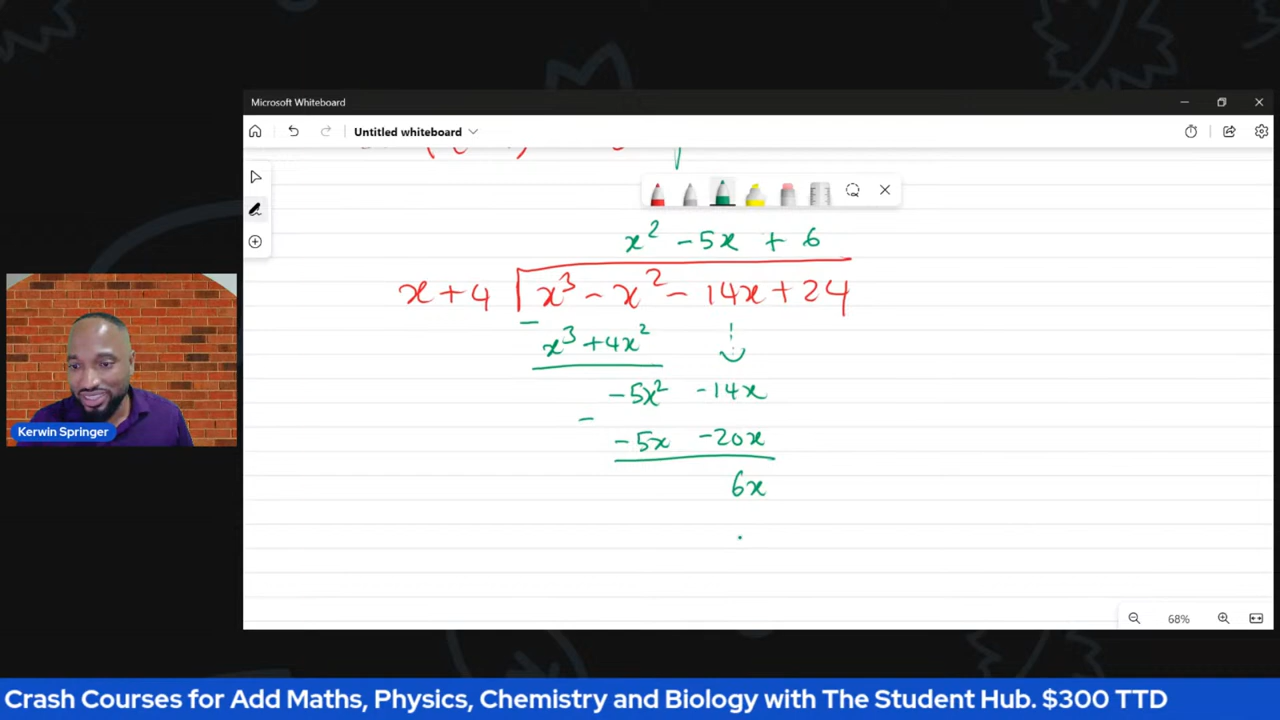 Microsoft Whiteboard
Untitled whiteboard
x² -5x + 6
x+4 x³ - x² - 14x + 24
- x³ +4x²
-5x² -14x
- -5x -20x
6x
Kerwin Springer
68%
Crash Courses for Add Maths, Physics, Chemistry and Biology with The Student Hub. $300 TTD